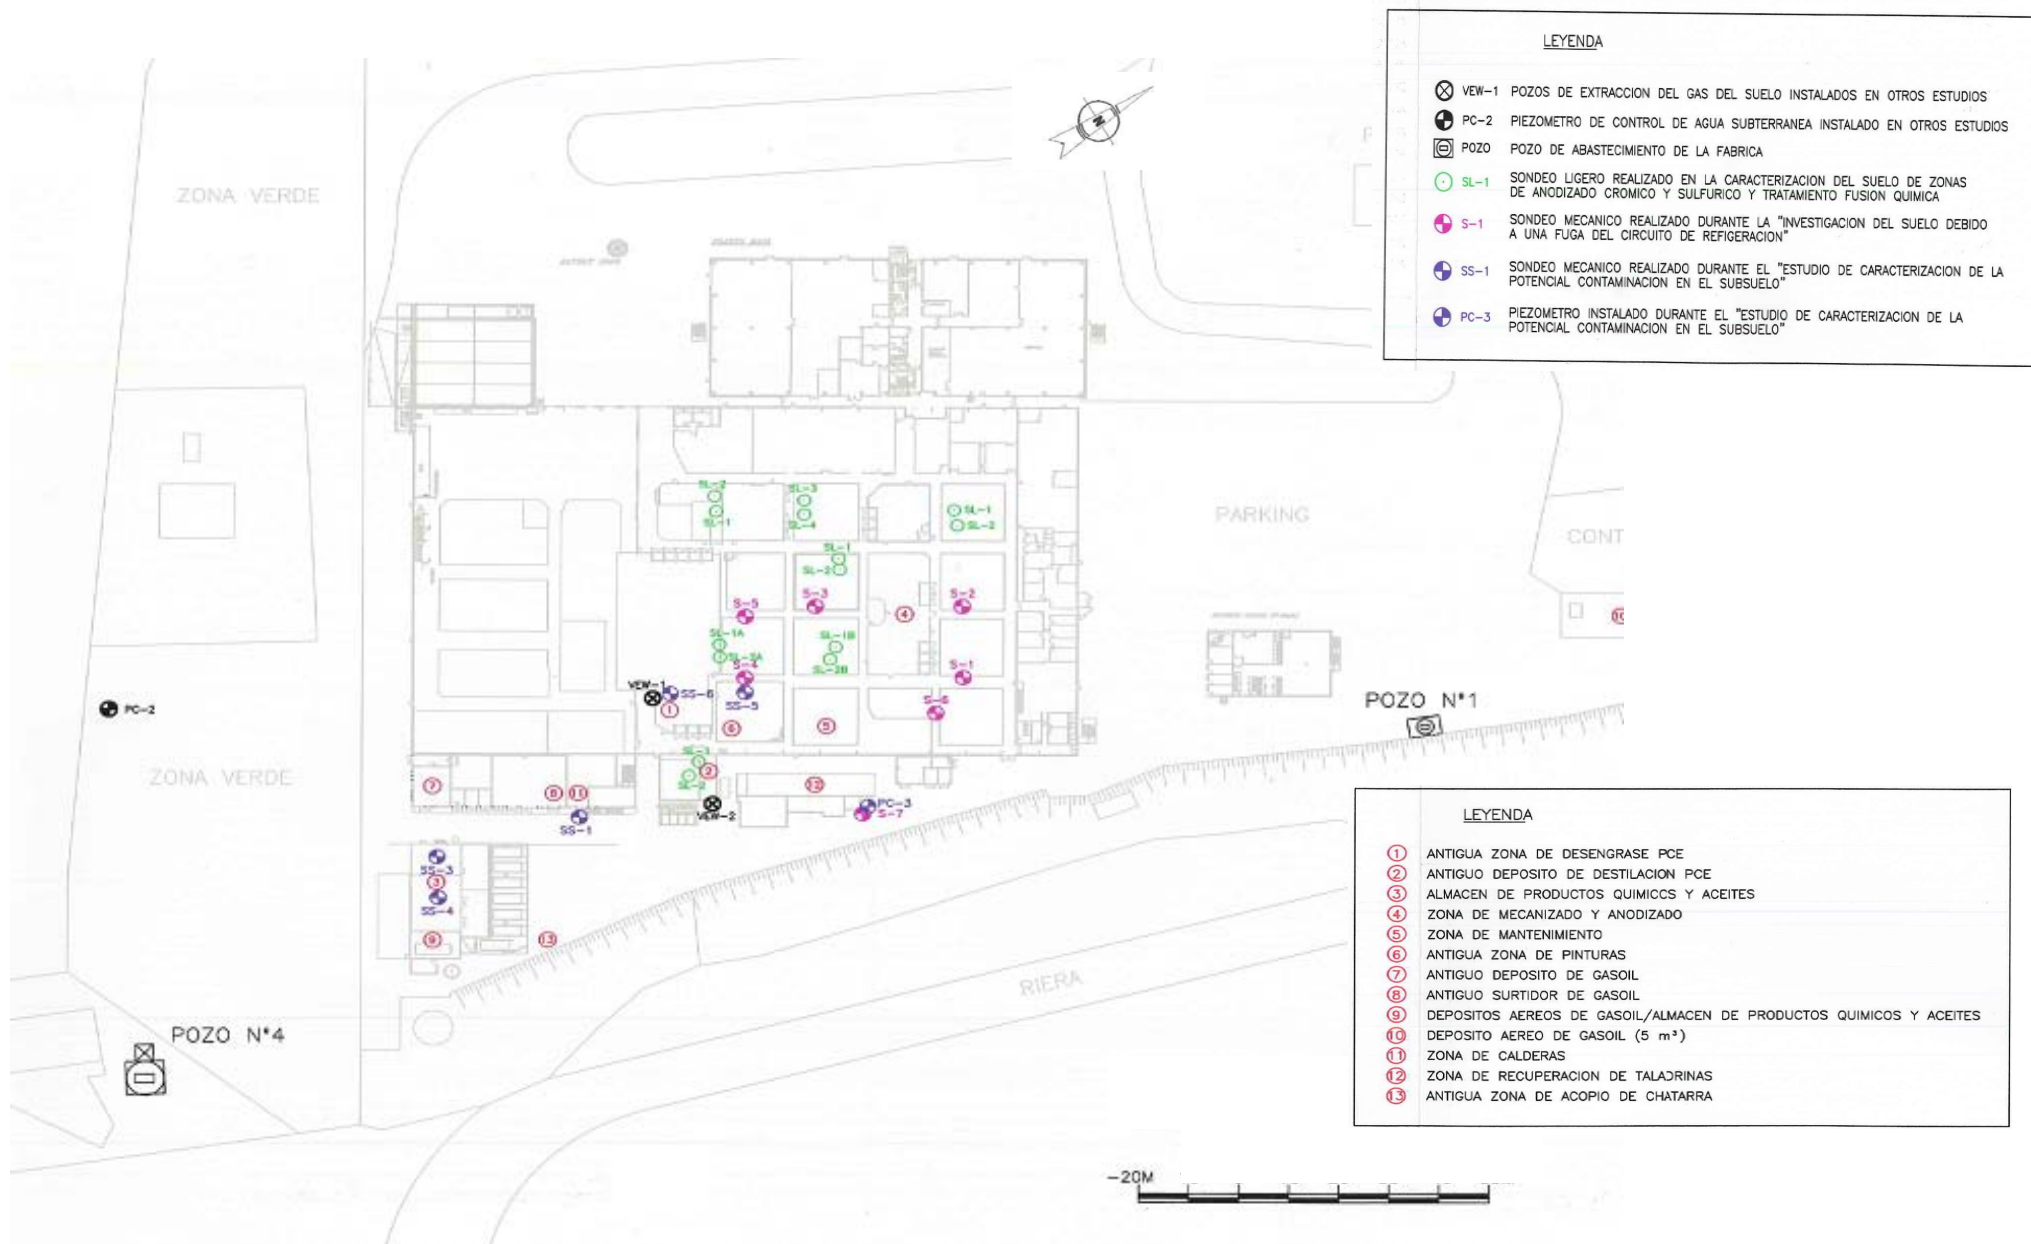 LEYENDA
VEW-1 POZOS DE EXTRACCION DEL GAS DEL SUELO INSTALADOS EN OTROS ESTUDIOS
PC-2 PIEZOMETRO DE CONTROL DE AGUA SUBTERRANEA INSTALADO EN OTROS ESTUDIOS
POZO POZO DE ABASTECIMIENTO DE LA FABRICA
SL-1 SONDEO LIGERO REALIZADO EN LA CARACTERIZACION DEL SUELO DE ZONAS
DE ANODIZADO CROMICO Y SULFURICO Y TRATAMIENTO FUSION QUIMICA
S-1 SONDEO MECANICO REALIZADO DURANTE LA "INVESTIGACION DEL SUELO DEBIDO
A UNA FUGA DEL CIRCUITO DE REFIGERACION"
SS-1 SONDEO MECANICO REALIZADO DURANTE EL "ESTUDIO DE CARACTERIZACION DE LA
POTENCIAL CONTAMINACION EN EL SUBSUELO"
PC-3 PIEZOMETRO INSTALADO DURANTE EL "ESTUDIO DE CARACTERIZACION DE LA
POTENCIAL CONTAMINACION EN EL SUBSUELO"
N
ZONA VERDE
SL-2
SL-3
SL-1
SL-4
SL-1
SL-2
PARKING
CONT
SL-1
SL-2
S-5
S-3
S-2
4
10
SL-1A
SL-1B
SL-2B
S-4
S-1
VEW-1
SS-6
SS-5
1
S-6
POZO Nº1
PC-2
6
5
ZONA VERDE
2
SL-2
7
8
11
12
VEW-2
PC-3
S-7
SS-1
SS-3
3
SS-4
9
13
RIERA
POZO Nº4
LEYENDA
1 ANTIGUA ZONA DE DESENGRASE PCE
2 ANTIGUO DEPOSITO DE DESTILACION PCE
3 ALMACEN DE PRODUCTOS QUIMICCS Y ACEITES
4 ZONA DE MECANIZADO Y ANODIZADO
5 ZONA DE MANTENIMIENTO
6 ANTIGUA ZONA DE PINTURAS
7 ANTIGUO DEPOSITO DE GASOIL
8 ANTIGUO SURTIDOR DE GASOIL
9 DEPOSITOS AEREOS DE GASOIL/ALMACEN DE PRODUCTOS QUIMICOS Y ACEITES
10 DEPOSITO AEREO DE GASOIL (5 m³)
11 ZONA DE CALDERAS
12 ZONA DE RECUPERACION DE TALADRINAS
13 ANTIGUA ZONA DE ACOPIO DE CHATARRA
-20M